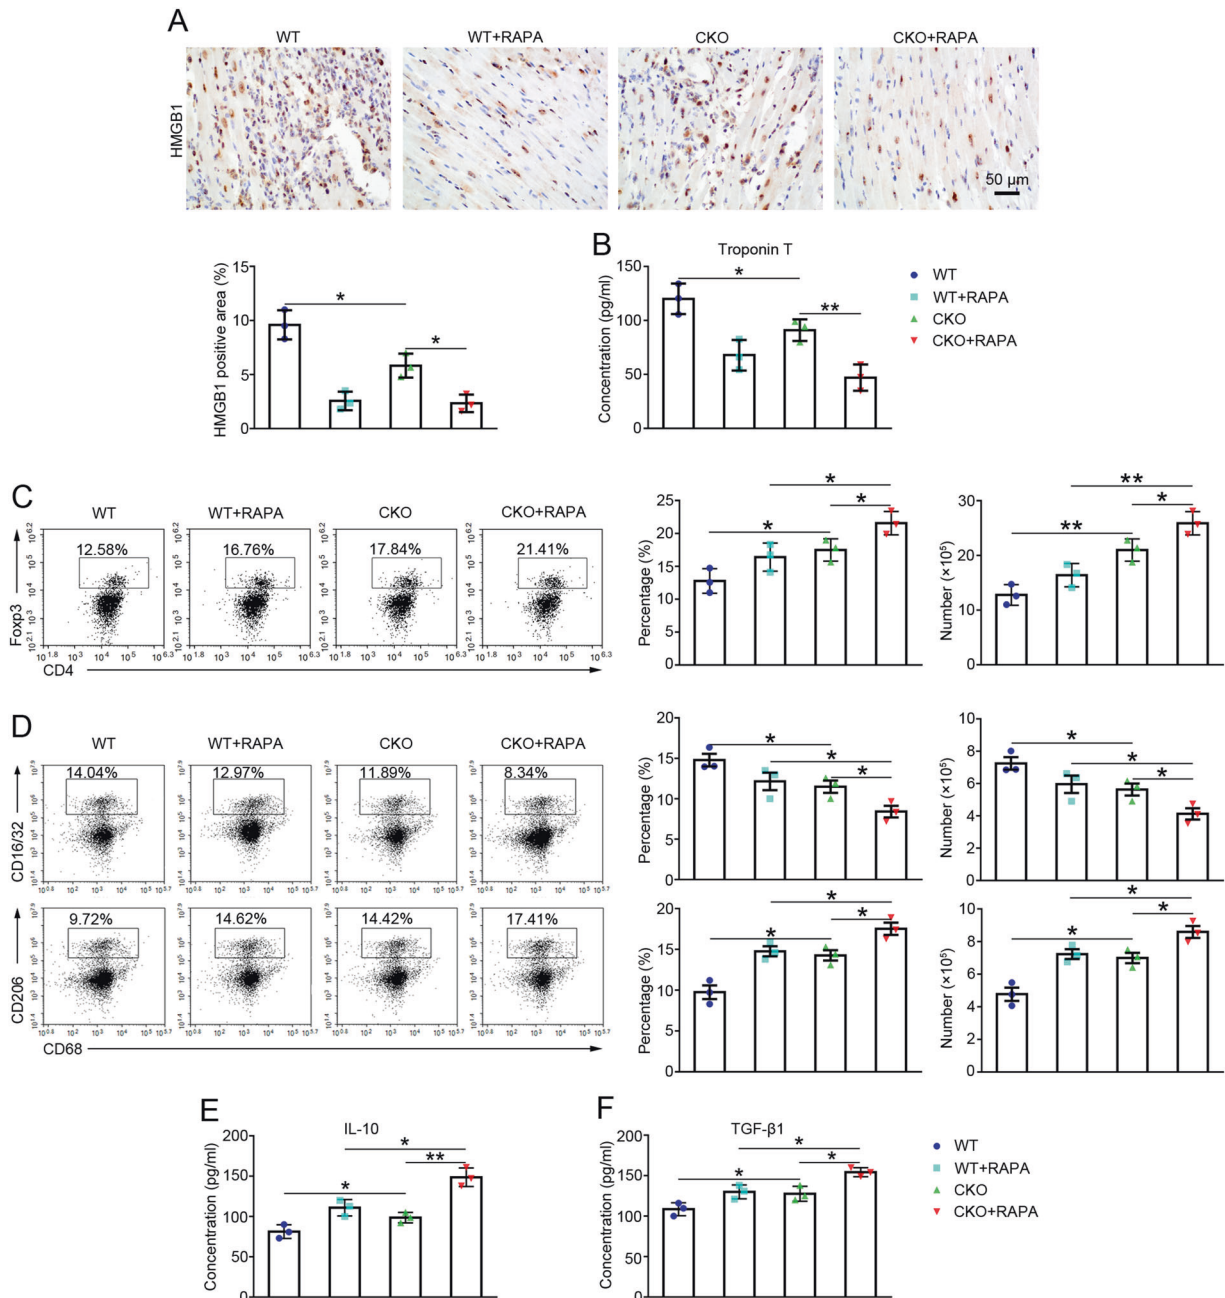 A
WT
WT+RAPA
CKO
CKO+RAPA
HMGB1
50 µm
HMGB1 positive area (%)
15
10
5
0
*
*
B
Troponin T
Concentration (pg/ml)
150
100
50
0
*
**
WT
WT+RAPA
CKO
CKO+RAPA
C
WT
WT+RAPA
CKO
CKO+RAPA
12.58%
16.76%
17.84%
21.41%
Foxp3
CD4
Percentage (%)
25
20
15
10
5
0
*
*
*
Number (×10⁵)
30
20
10
0
**
**
*
D
WT
WT+RAPA
CKO
CKO+RAPA
14.04%
12.97%
11.89%
8.34%
CD16/32
9.72%
14.62%
14.42%
17.41%
CD206
CD68
Percentage (%)
20
15
10
5
0
*
*
*
Number (×10⁵)
10
8
6
4
2
0
*
*
*
Percentage (%)
20
15
10
5
0
*
*
*
Number (×10⁵)
10
8
6
4
2
0
*
*
*
E
IL-10
Concentration (pg/ml)
200
150
100
50
0
*
*
**
F
TGF-β1
Concentration (pg/ml)
200
150
100
50
0
*
*
*
WT
WT+RAPA
CKO
CKO+RAPA